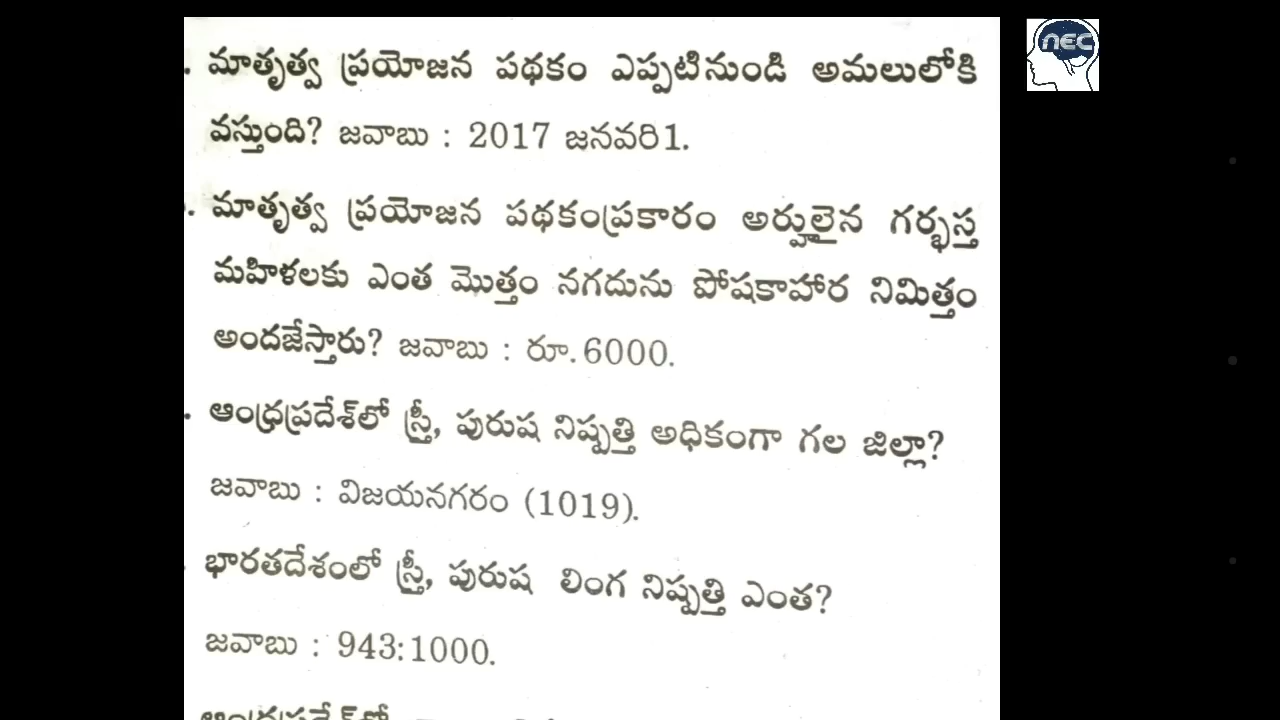 . మాతృత్వ ప్రయోజన పథకం ఎప్పటినుండి అమలులోకి
వస్తుంది? జవాబు : 2017 జనవరి 1.
. మాతృత్వ ప్రయోజన పథకంప్రకారం అర్హులైన గర్భస్త
మహిళలకు ఎంత మొత్తం నగదును పోషకాహార నిమిత్తం
అందజేస్తారు? జవాబు : రూ.6000.
. ఆంధ్రప్రదేశ్‌లో స్త్రీ, పురుష నిష్పత్తి అధికంగా గల జిల్లా?
జవాబు : విజయనగరం (1019).
భారతదేశంలో స్త్రీ, పురుష లింగ నిష్పత్తి ఎంత?
జవాబు : 943:1000.
nec